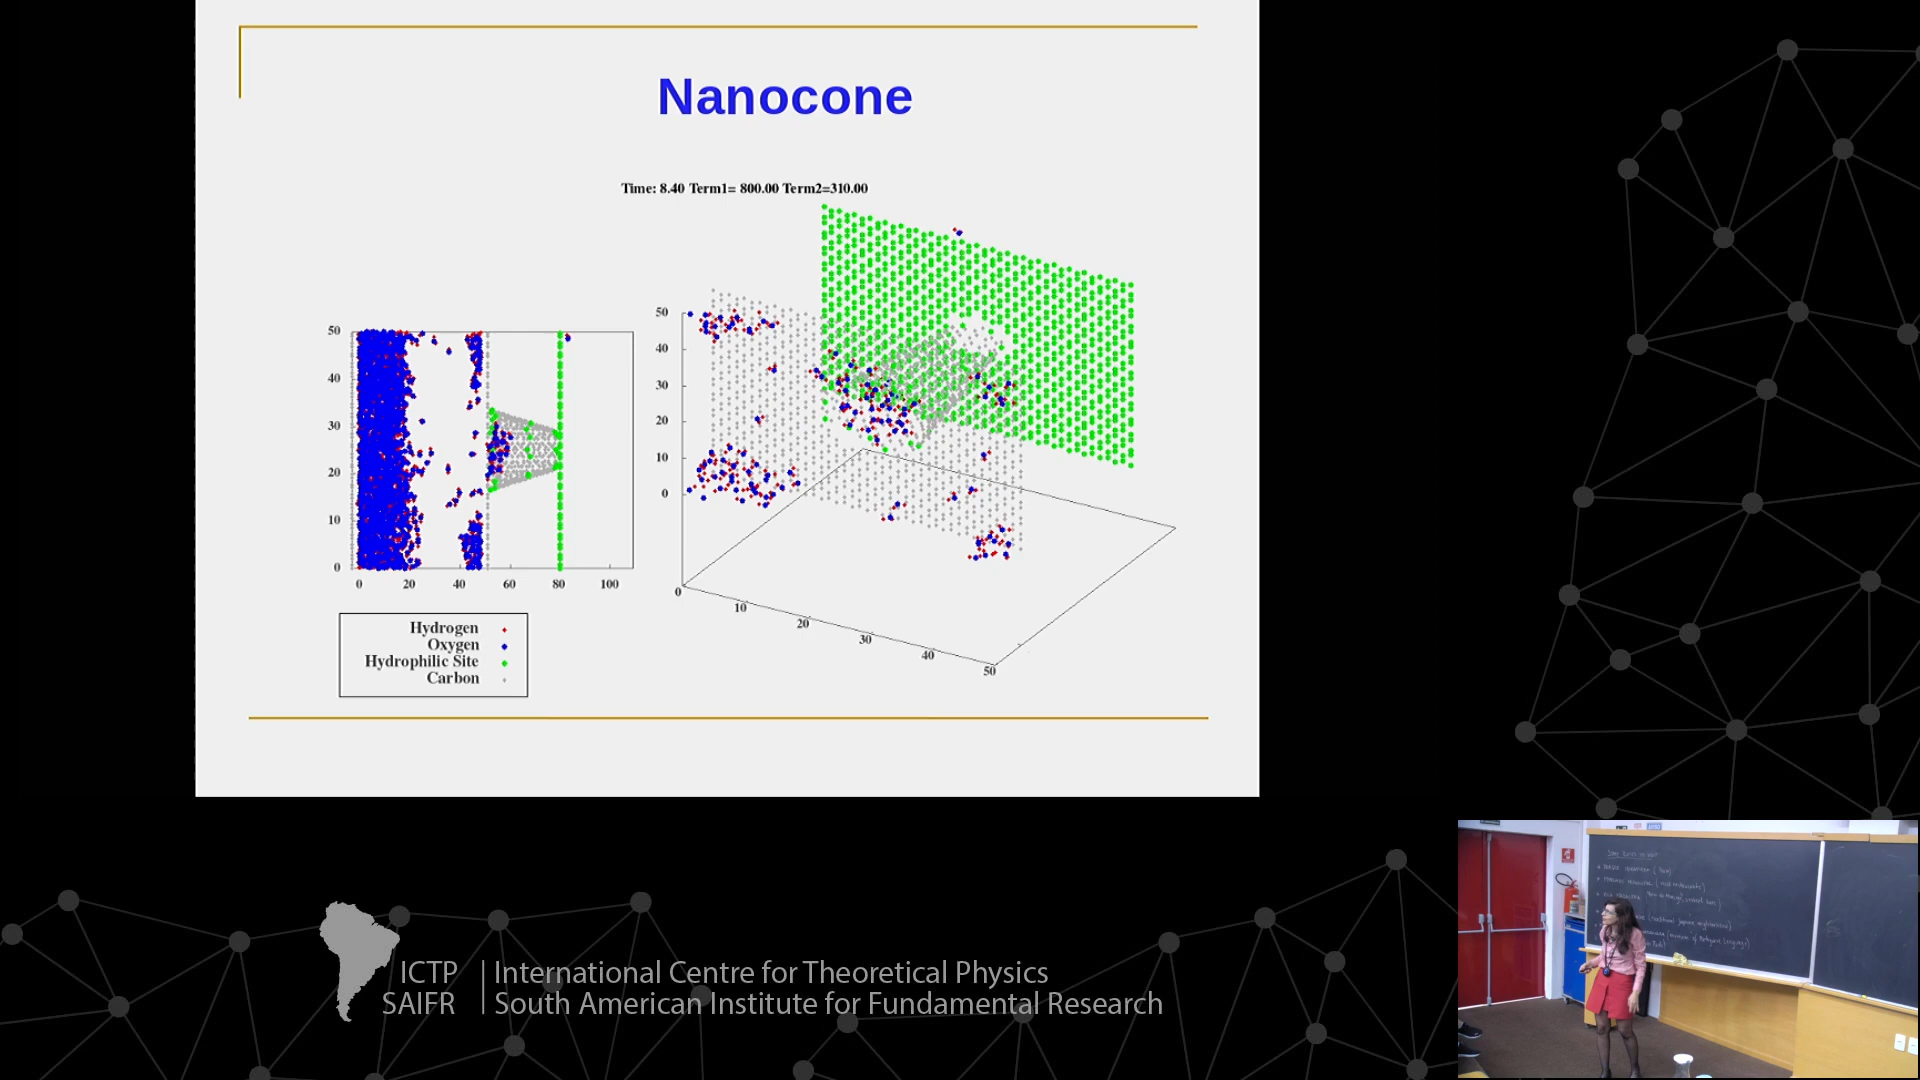 Nanocone
Time: 8.40 Term1= 800.00 Term2=310.00
50
40
30
20
10
0
0 20 40 60 80 100
50
40
30
20
10
0
0
10
20
30
40
50
Hydrogen
Oxygen
Hydrophilic Site
Carbon
ICTP
SAIFR
International Centre for Theoretical Physics
South American Institute for Fundamental Research